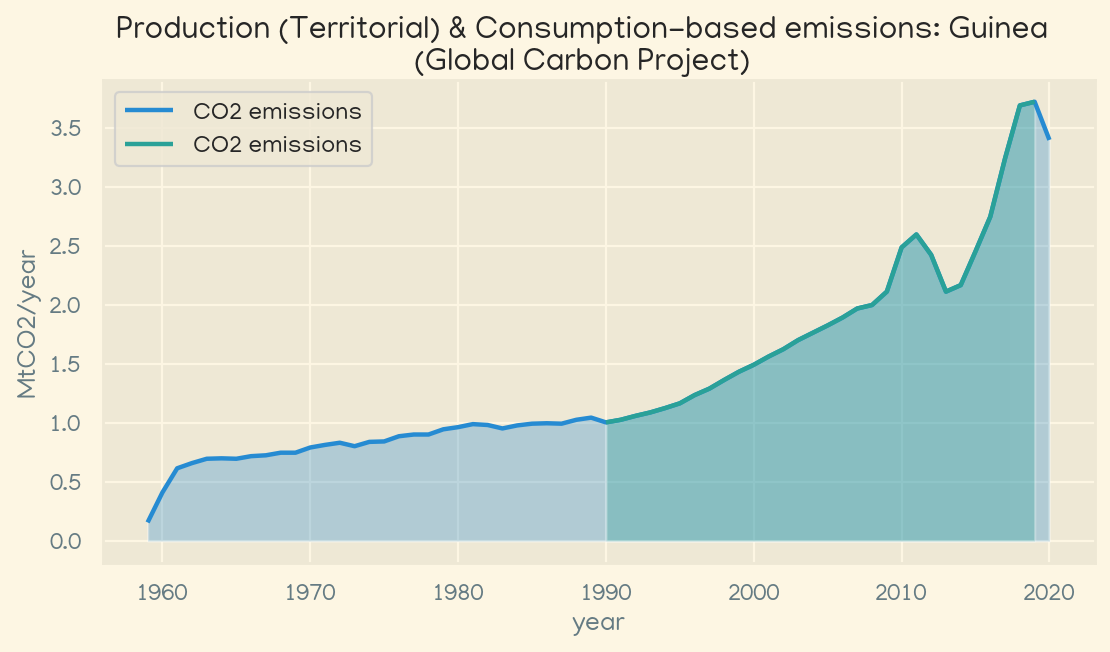 Production (Territorial) & Consumption-based emissions: Guinea
(Global Carbon Project)
CO2 emissions
CO2 emissions
MtCO2/year
3.5
3.0
2.5
2.0
1.5
1.0
0.5
0.0
1960 1970 1980 1990 2000 2010 2020
year